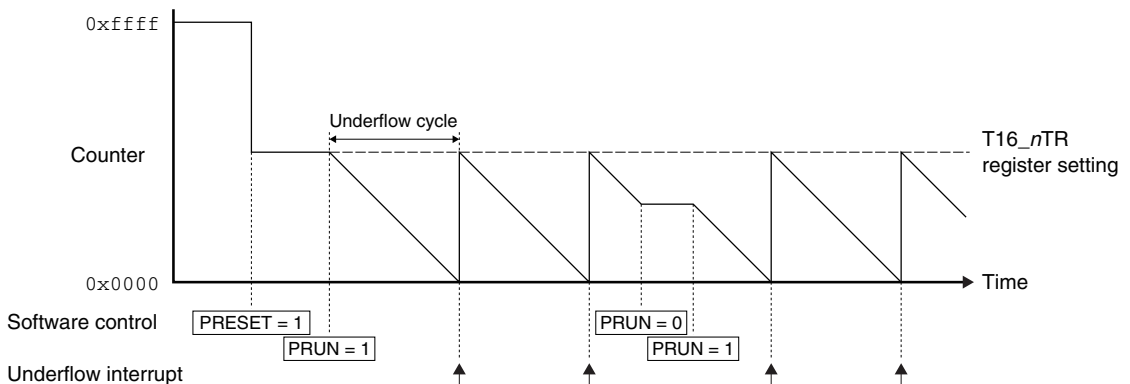 0xffff
Underflow cycle
Counter
T16_nTR
register setting
0x0000
Time
Software control
PRESET = 1
PRUN = 0
PRUN = 1
PRUN = 1
Underflow interrupt